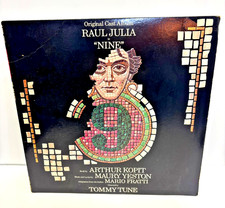 Original Cast Album
RAUL JULIA
"NINE"
9
ARTHUR KOPIT
MAURY YESTON
MARIO FRATTI
TOMMY TUNE